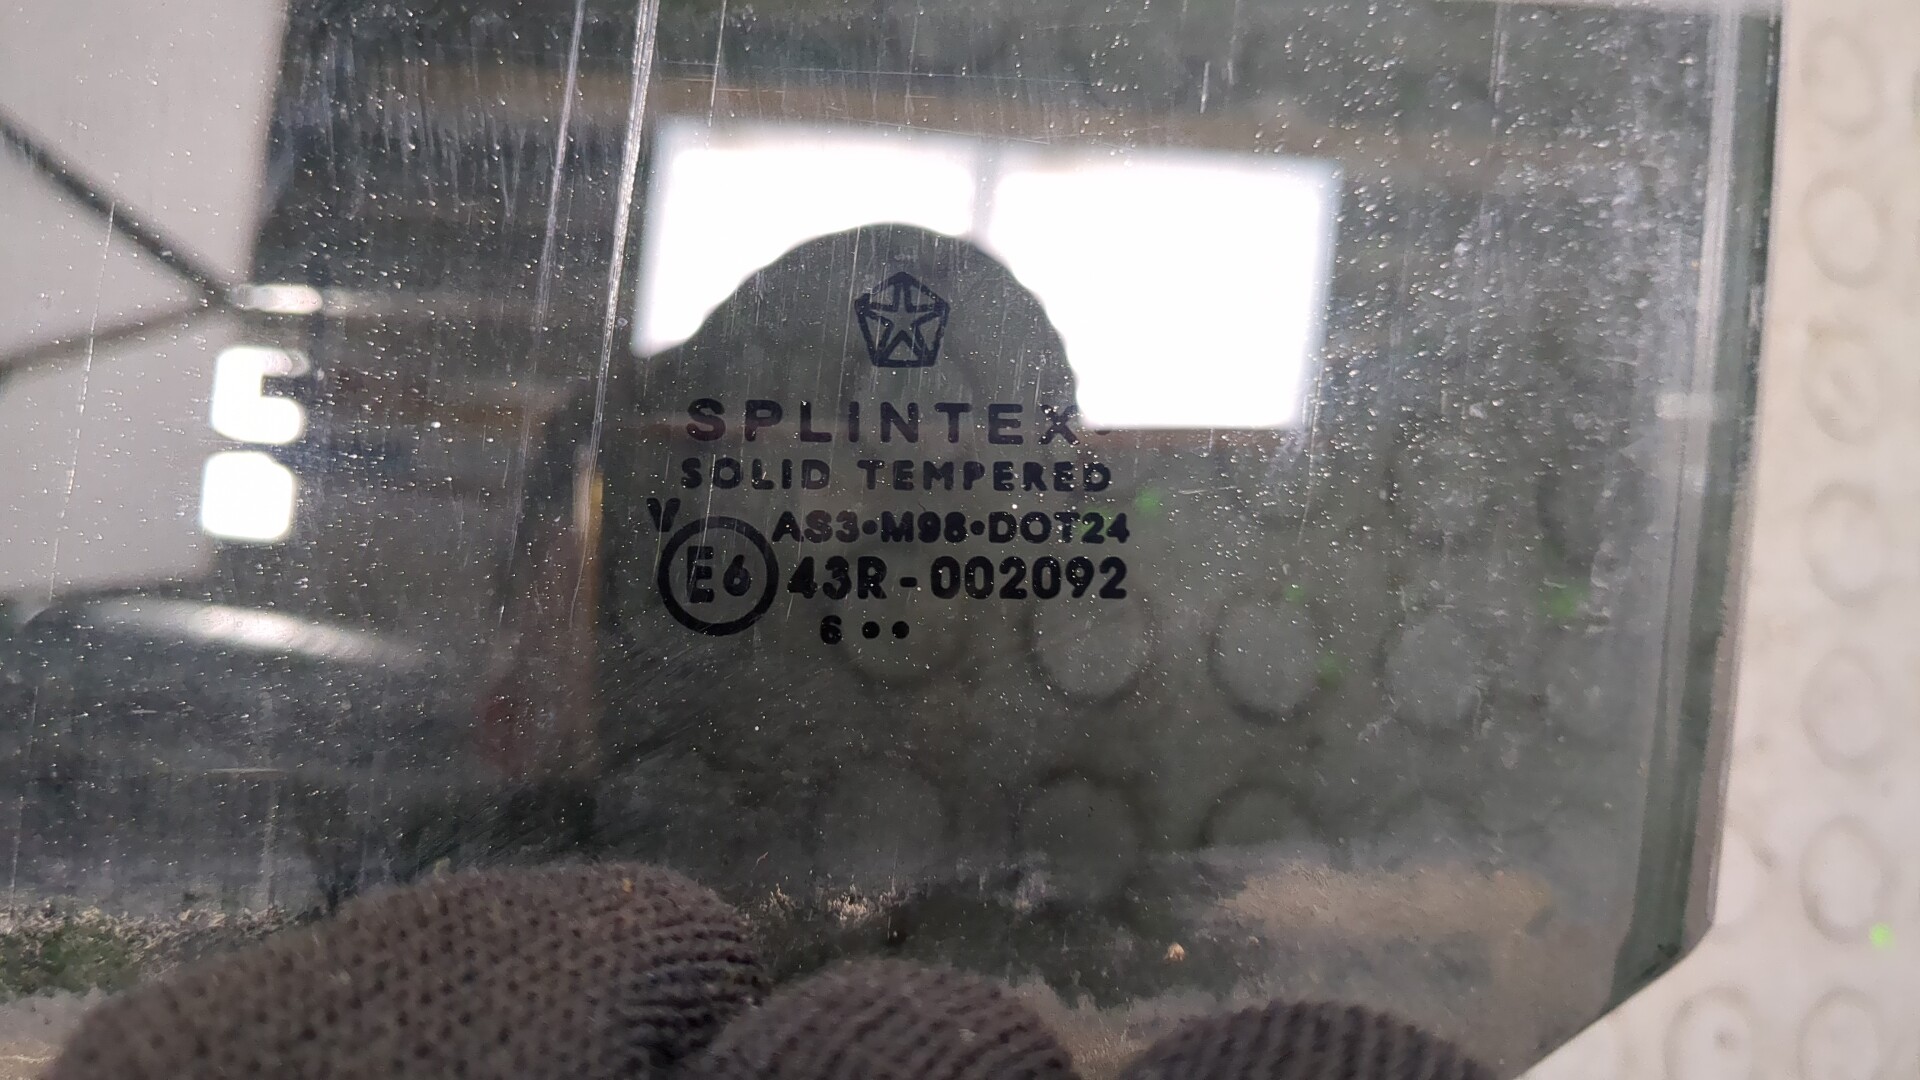 SPLINTEX
SOLID TEMPERED
V
AS3•M98•DOT24
E6 43R-002092
6 ••